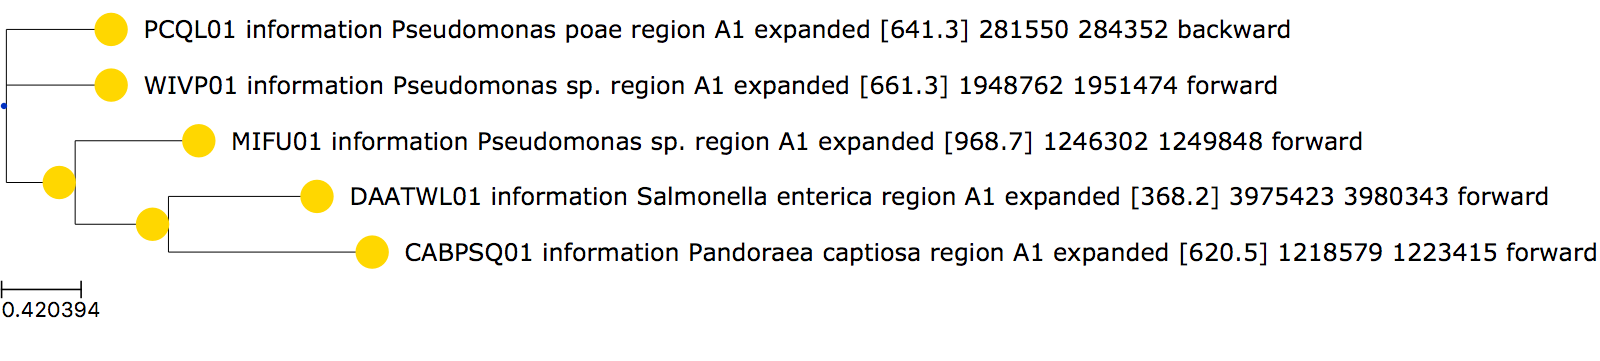 PCQL01 information Pseudomonas poae region A1 expanded [641.3] 281550 284352 backward
WIVP01 information Pseudomonas sp. region A1 expanded [661.3] 1948762 1951474 forward
MIFU01 information Pseudomonas sp. region A1 expanded [968.7] 1246302 1249848 forward
DAATWL01 information Salmonella enterica region A1 expanded [368.2] 3975423 3980343 forward
CABPSQ01 information Pandoraea captiosa region A1 expanded [620.5] 1218579 1223415 forward
0.420394